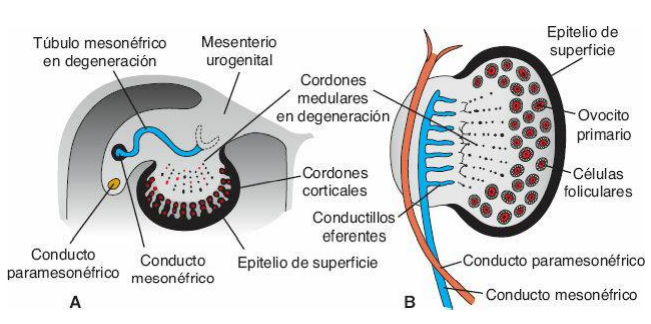 Túbulo mesonéfrico
en degeneración
Mesenterio
urogenital
Cordones
medulares
en degeneración
Cordones
corticales
Conductillos
eferentes
Conducto
paramesonéfrico
Conducto
mesonéfrico
Epitelio de superficie
A
Epitelio de
superficie
Ovocito
primario
Células
foliculares
Conducto paramesonéfrico
Conducto mesonéfrico
B